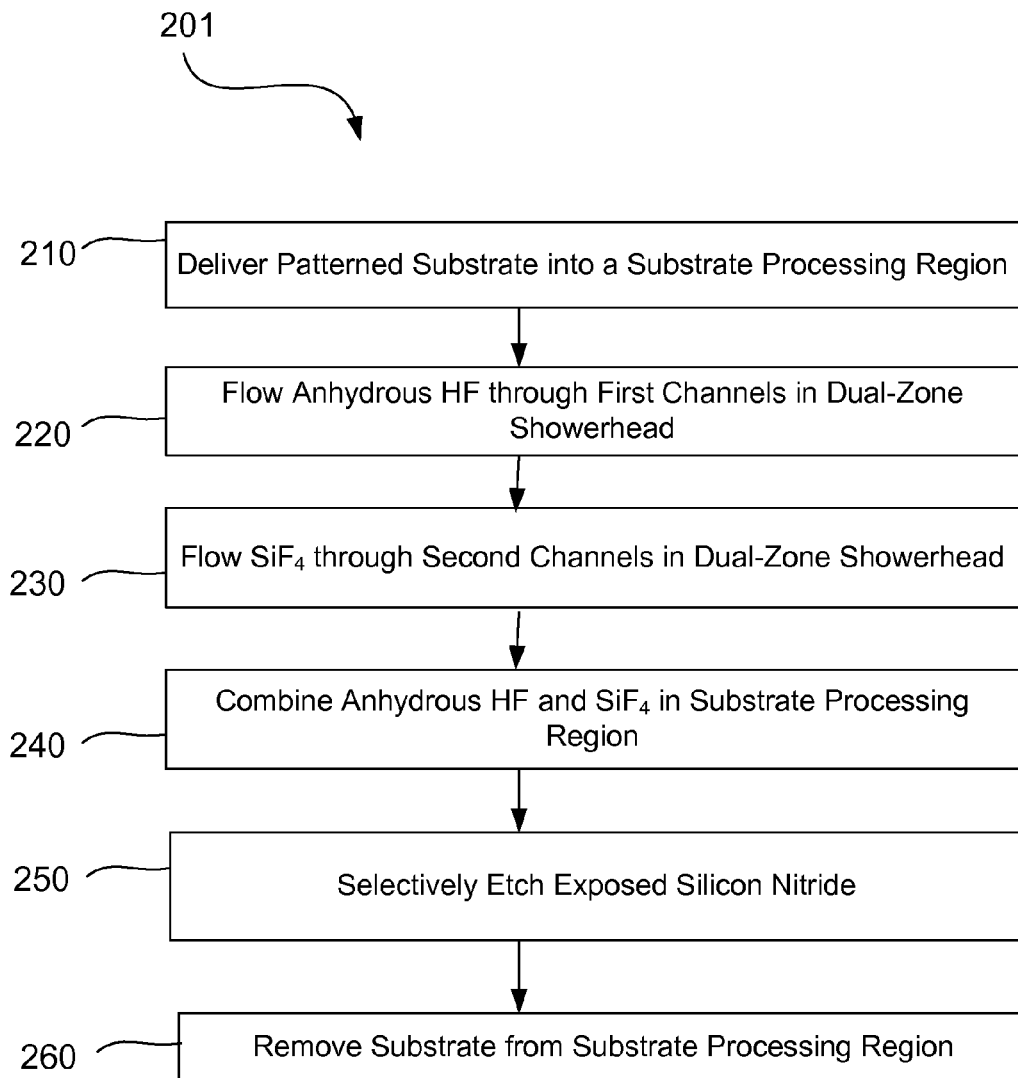 201
210
Deliver Patterned Substrate into a Substrate Processing Region
220
Flow Anhydrous HF through First Channels in Dual-Zone
Showerhead
230
Flow SiF₄ through Second Channels in Dual-Zone Showerhead
240
Combine Anhydrous HF and SiF₄ in Substrate Processing
Region
250
Selectively Etch Exposed Silicon Nitride
260
Remove Substrate from Substrate Processing Region